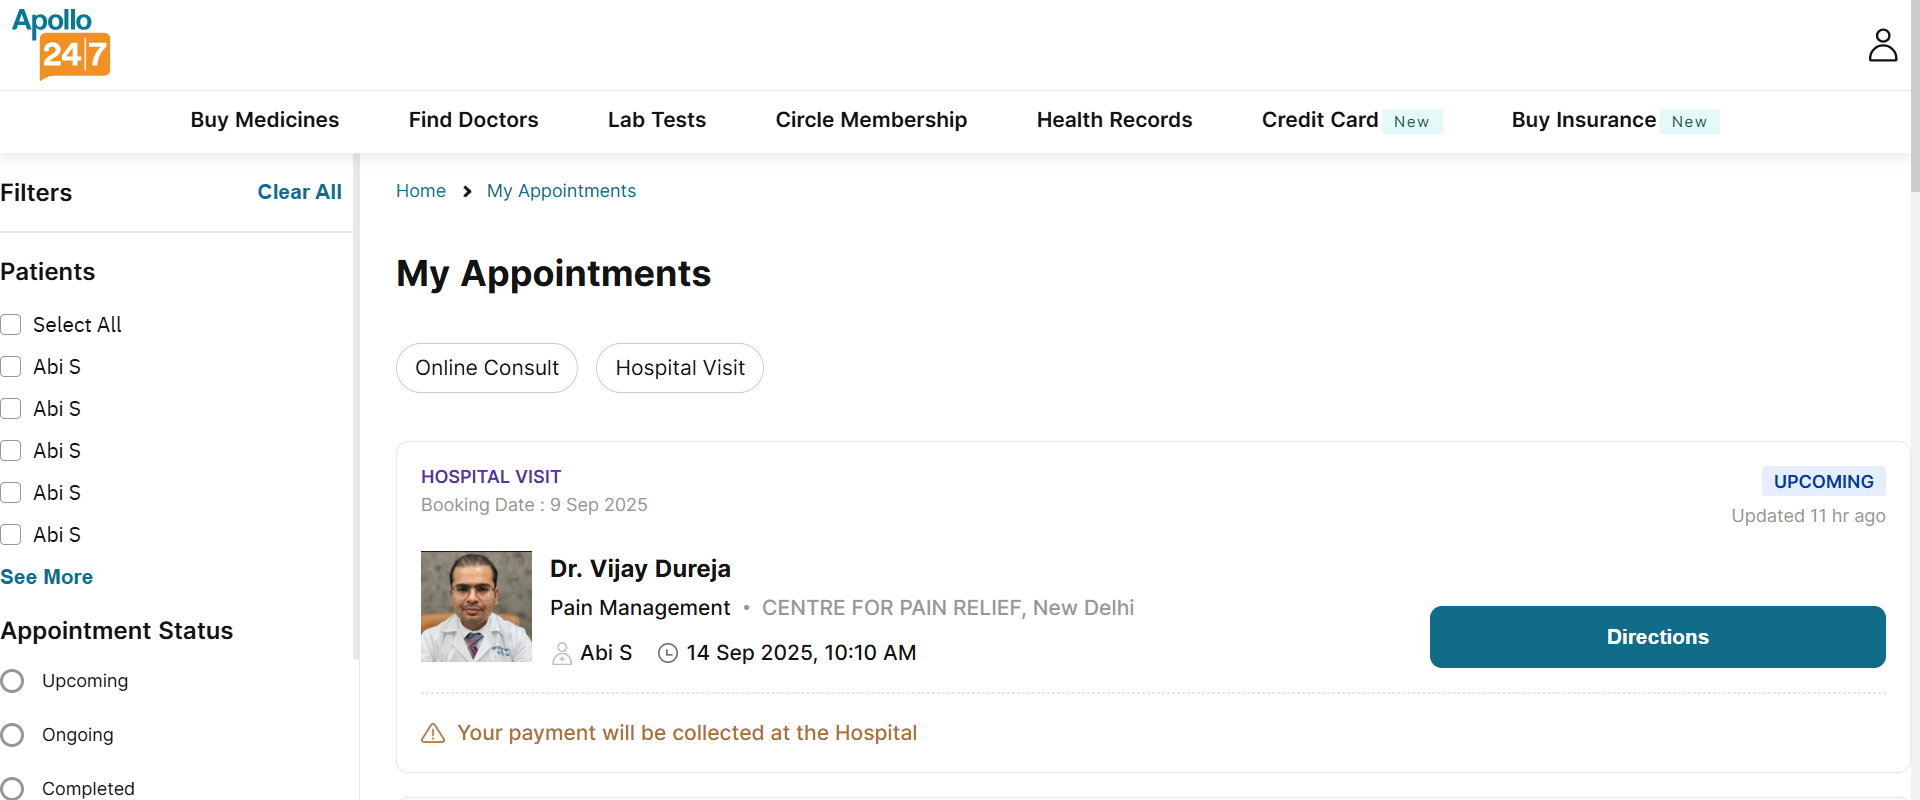 Apollo
24|7
Buy Medicines
Find Doctors
Lab Tests
Circle Membership
Health Records
Credit Card New
Buy Insurance New
Filters
Clear All
Patients
Select All
Abi S
Abi S
Abi S
Abi S
Abi S
See More
Appointment Status
Upcoming
Ongoing
Completed
Home > My Appointments
My Appointments
Online Consult
Hospital Visit
HOSPITAL VISIT
Booking Date : 9 Sep 2025
UPCOMING
Updated 11 hr ago
Dr. Vijay Dureja
Pain Management • CENTRE FOR PAIN RELIEF, New Delhi
Abi S 14 Sep 2025, 10:10 AM
Directions
Your payment will be collected at the Hospital